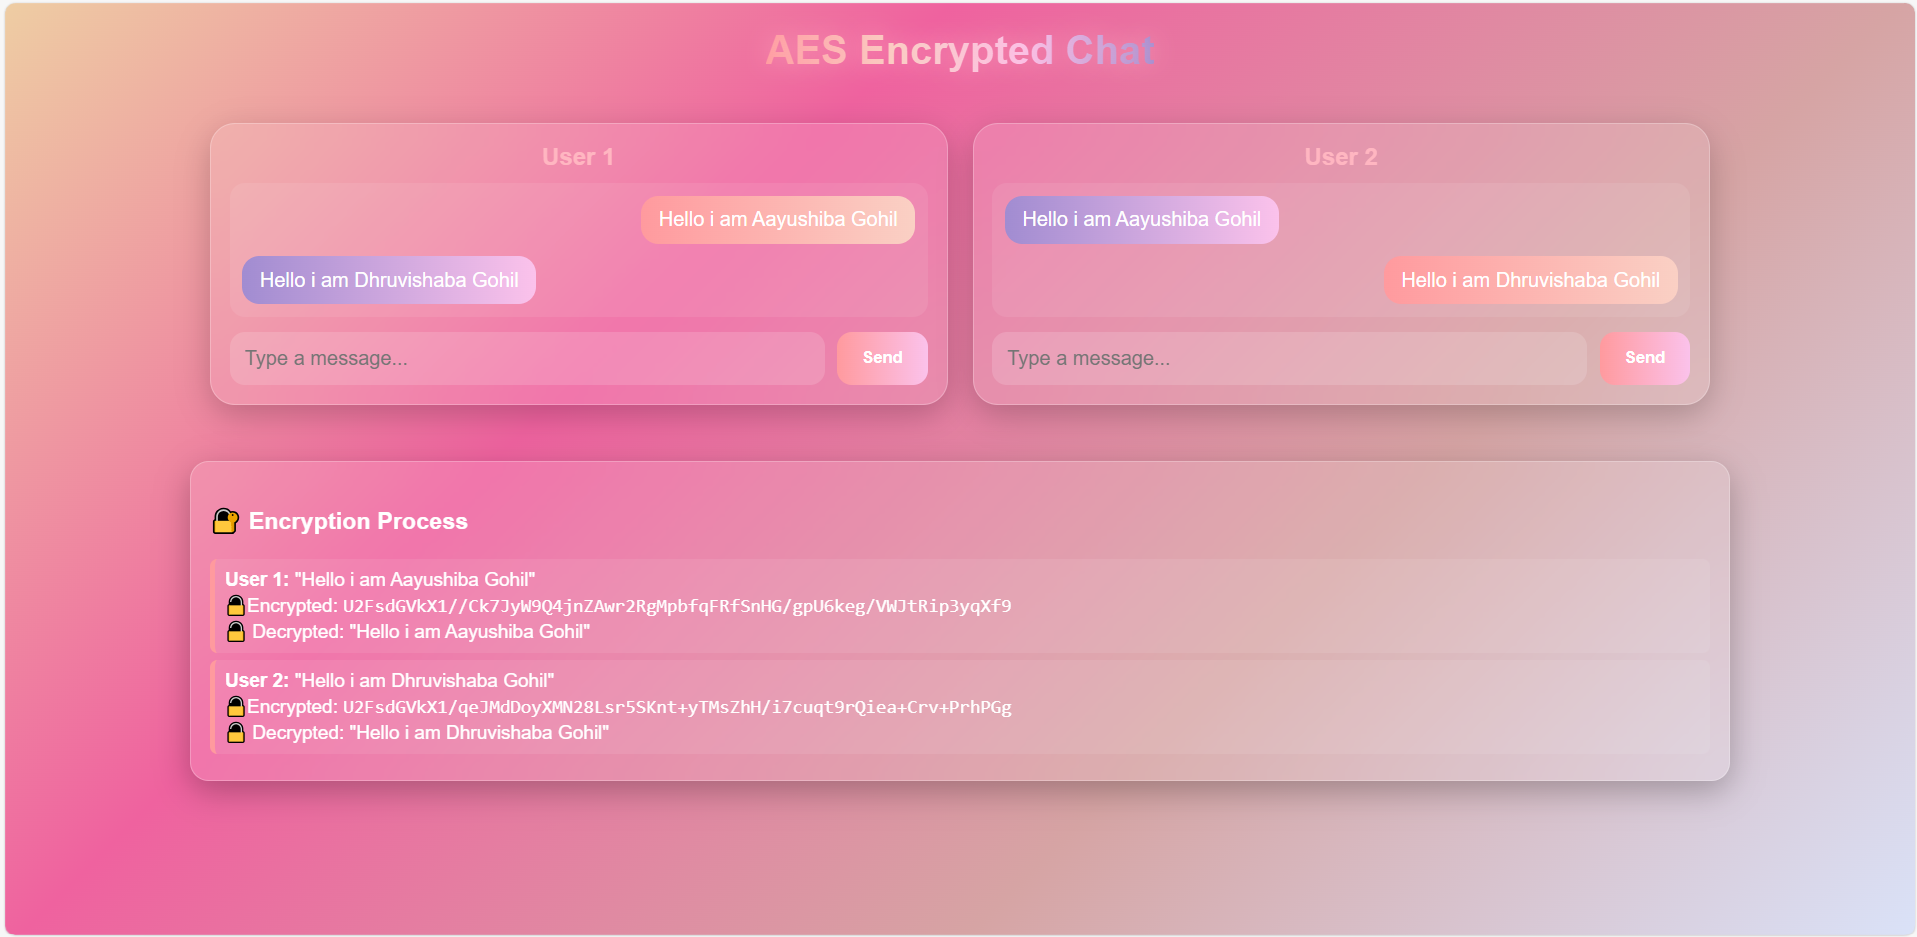 AES Encrypted Chat
User 1
Hello i am Aayushiba Gohil
Hello i am Dhruvishaba Gohil
Type a message...
Send
User 2
Hello i am Aayushiba Gohil
Hello i am Dhruvishaba Gohil
Type a message...
Send
Encryption Process
User 1: "Hello i am Aayushiba Gohil"
Encrypted: U2FsdGVkX1//Ck7JyW9Q4jnZAwr2RgMpbfqFRfSnHG/gpU6keg/VWJtRip3yqXf9
Decrypted: "Hello i am Aayushiba Gohil"
User 2: "Hello i am Dhruvishaba Gohil"
Encrypted: U2FsdGVkX1/qeJMdDoyXMN28Lsr5SKnt+yTMsZhH/i7cuqt9rQiea+Crv+PrhPGg
Decrypted: "Hello i am Dhruvishaba Gohil"